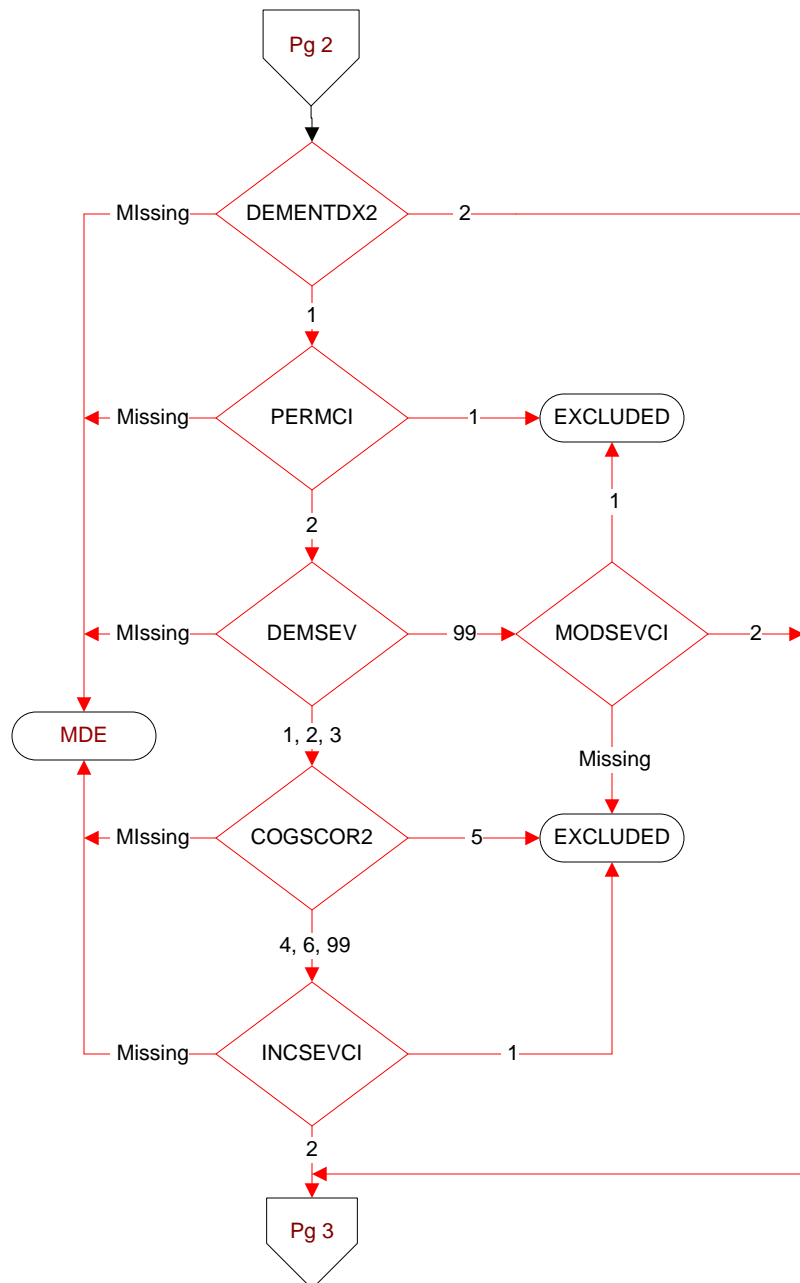 Pg 2
MIssing
DEMENTDX2
2
1
Missing
PERMCI
1
EXCLUDED
2
1
MIssing
DEMSEV
99
MODSEVCI
2
MDE
1, 2, 3
Missing
MIssing
COGSCOR2
5
EXCLUDED
4, 6, 99
Missing
INCSEVCI
1
2
Pg 3